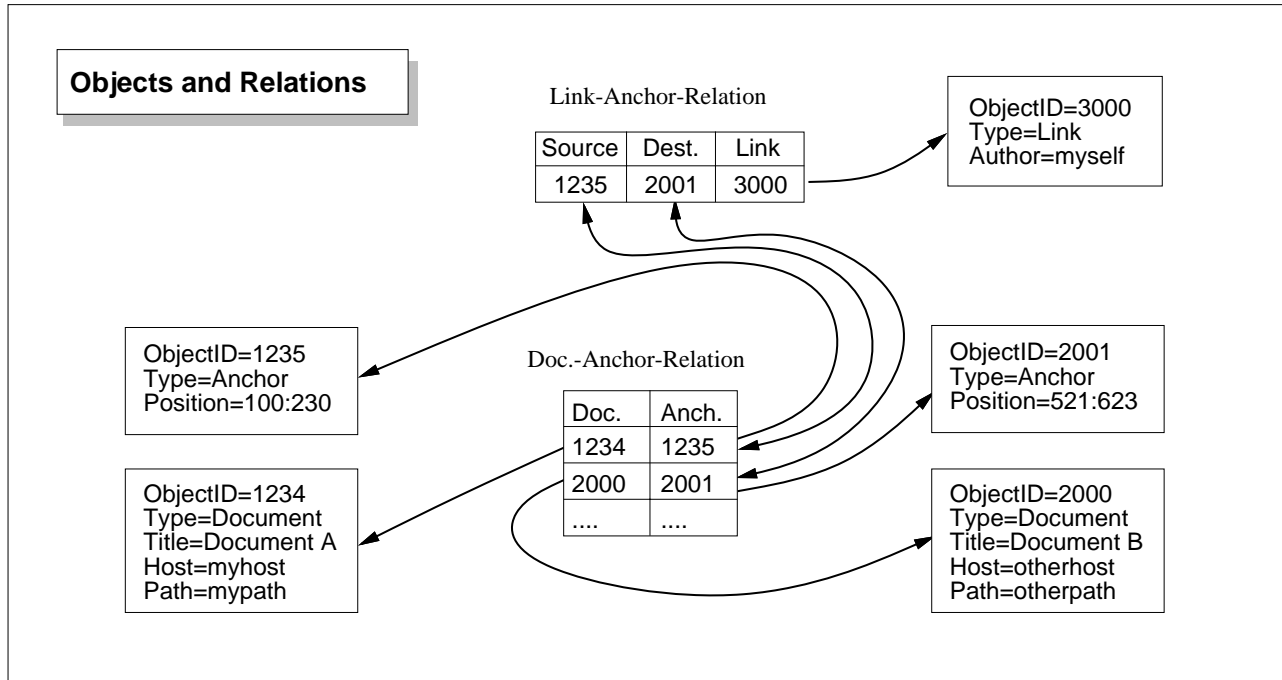 Objects and Relations
Link-Anchor-Relation
Source Dest. Link
1235 2001 3000
ObjectID=3000
Type=Link
Author=myself
ObjectID=1235
Type=Anchor
Position=100:230
Doc.-Anchor-Relation
Doc. Anch.
1234 1235
2000 2001
.... ....
ObjectID=2001
Type=Anchor
Position=521:623
ObjectID=1234
Type=Document
Title=Document A
Host=myhost
Path=mypath
ObjectID=2000
Type=Document
Title=Document B
Host=otherhost
Path=otherpath